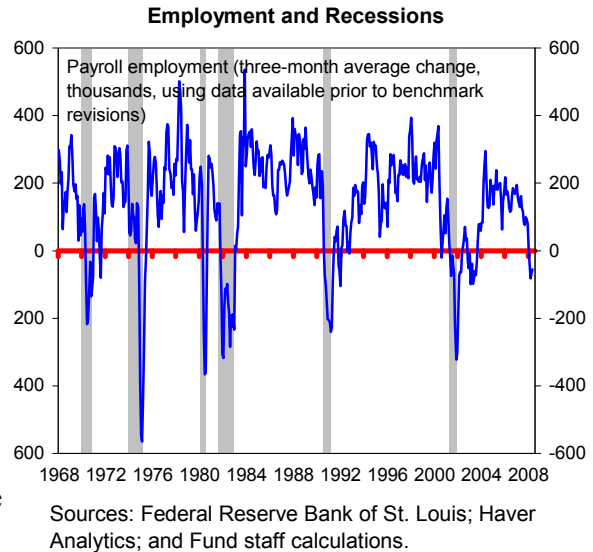 Employment and Recessions
600
400
200
0
-200
-400
600
Payroll employment (three-month average change,
thousands, using data available prior to benchmark
revisions)
600
400
200
0
-200
-400
-600
1968 1972 1976 1980 1984 1988 1992 1996 2000 2004 2008
e
Sources: Federal Reserve Bank of St. Louis; Haver
Analytics; and Fund staff calculations.